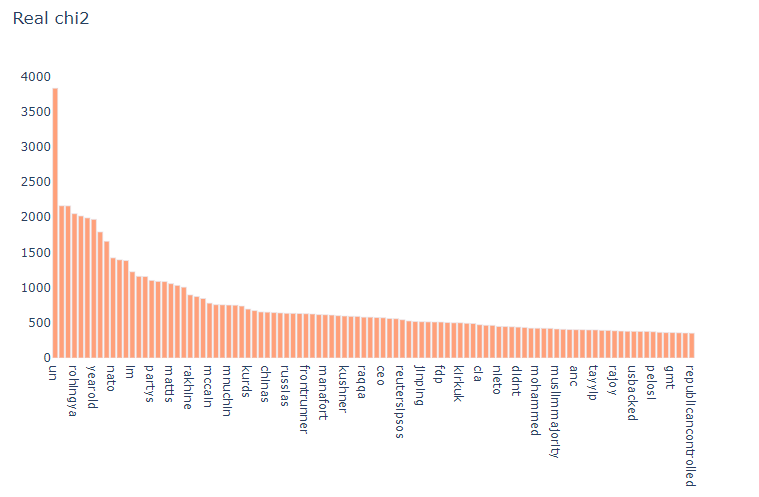 Real chi2
4000
3500
3000
2500
2000
1500
1000
500
0
un
rohingya
yearold
nato
im
partys
mattis
rakhine
mccain
mnuchin
kurds
chinas
russias
frontrunner
manafort
kushner
raqqa
ceo
reutersipsos
jinping
fdp
kirkuk
cia
nieto
didnt
mohammed
muslimmajority
anc
tayyip
rajoy
usbacked
pelosi
gmt
republicancontrolled